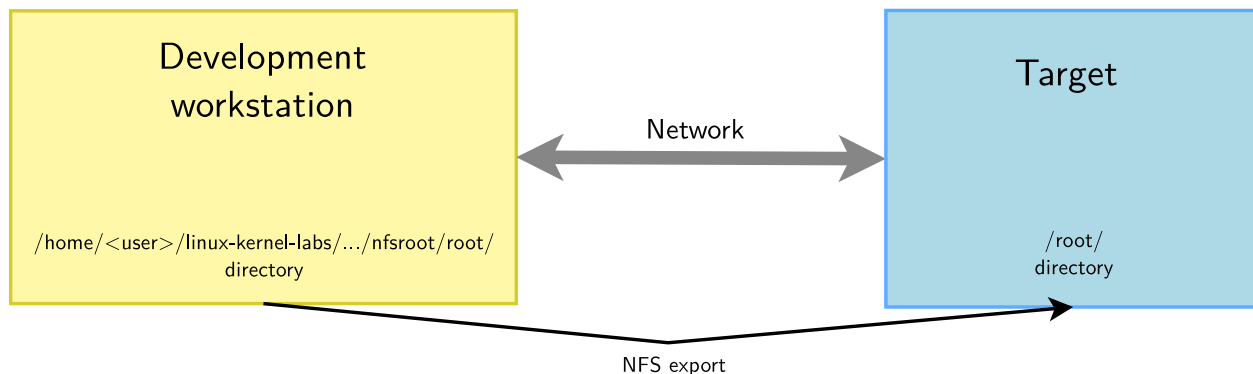 Development
workstation
/home/<user>/linux-kernel-labs/.../nfsroot/root/
directory
Network
Target
/root/
directory
NFS export